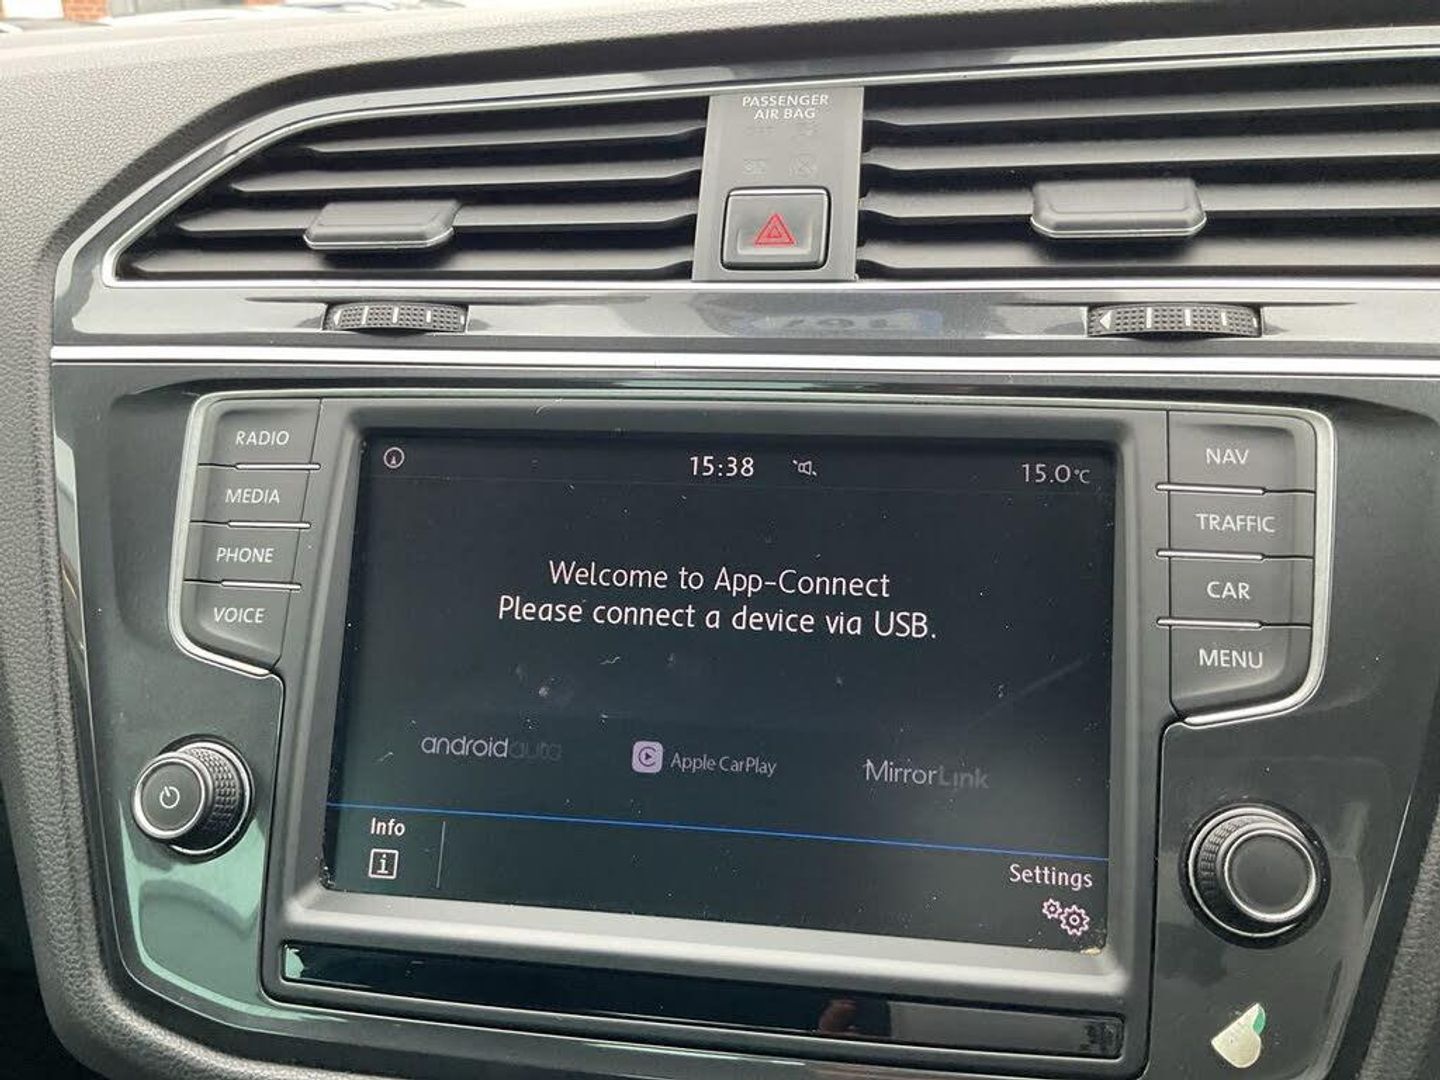 PASSENGER
AIR BAG
RADIO
MEDIA
PHONE
VOICE
15:38
15.0°C
Welcome to App-Connect
Please connect a device via USB.
androidauto
Apple CarPlay
MirrorLink
Info
i
Settings
NAV
TRAFFIC
CAR
MENU